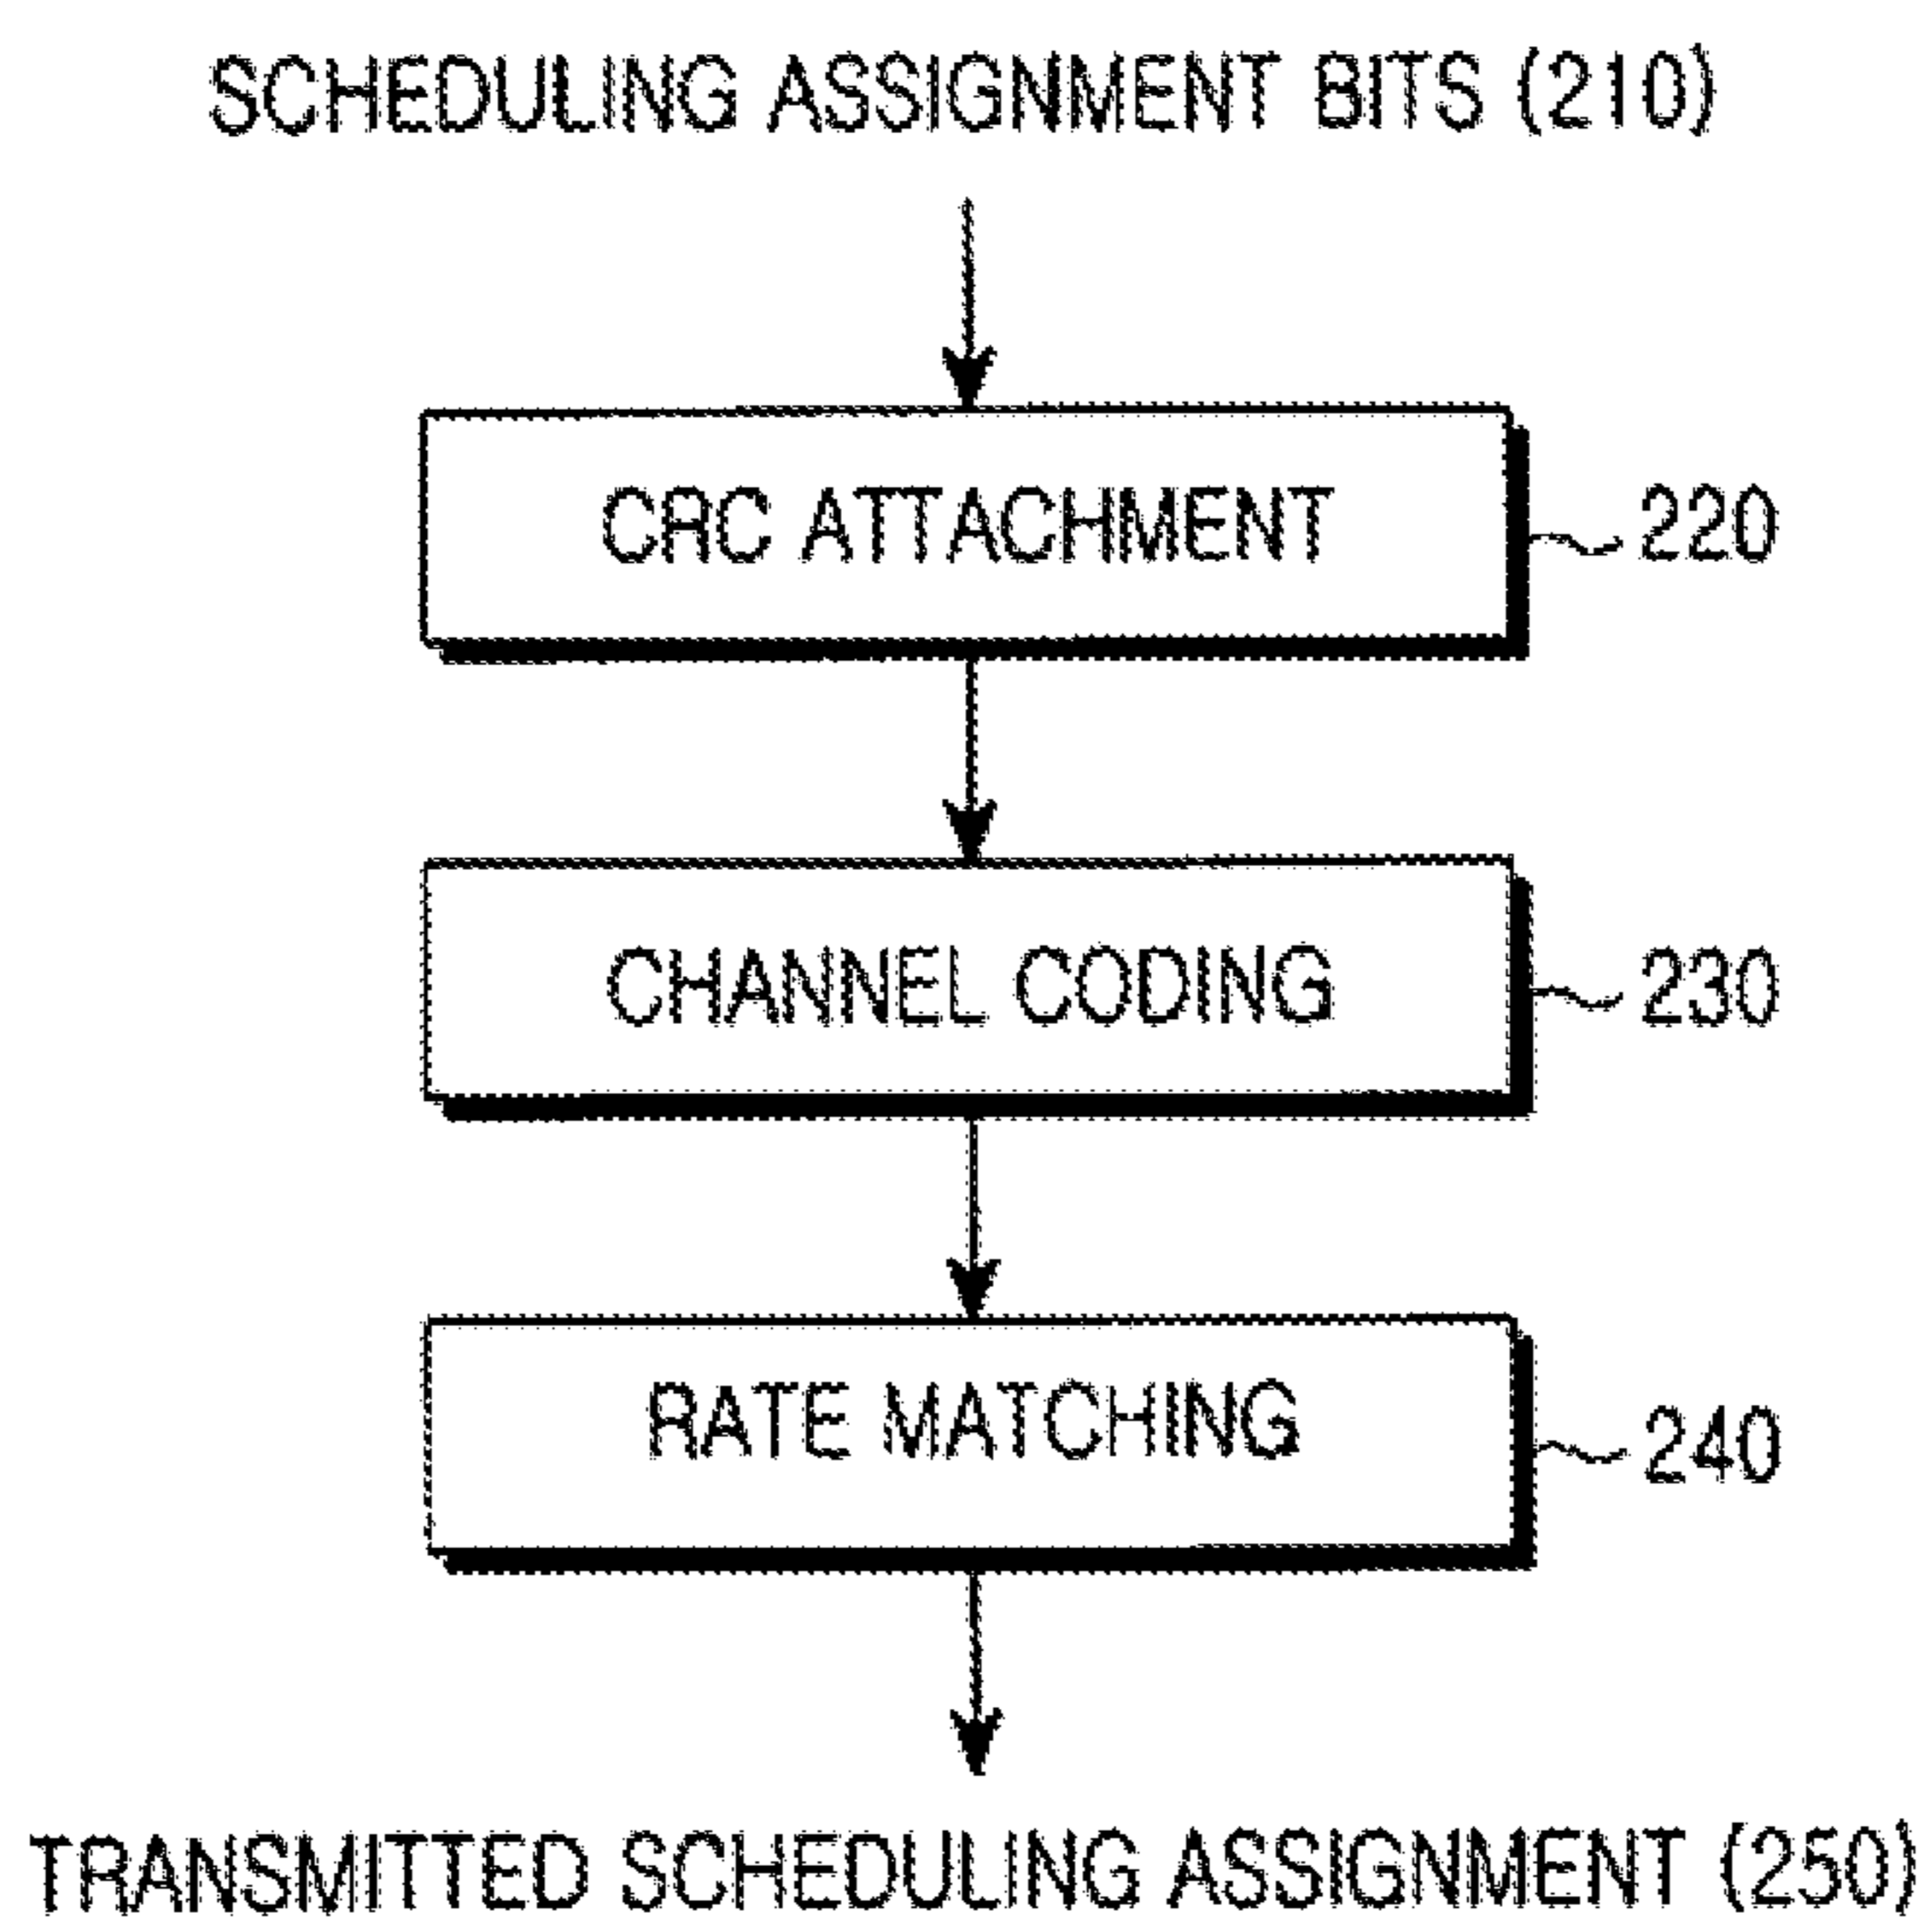 SCHEDULING ASSIGNMENT BITS (210)
CRC ATTACHMENT
220
CHANNEL CODING
230
RATE MATCHING
240
TRANSMITTED SCHEDULING ASSIGNMENT (250)